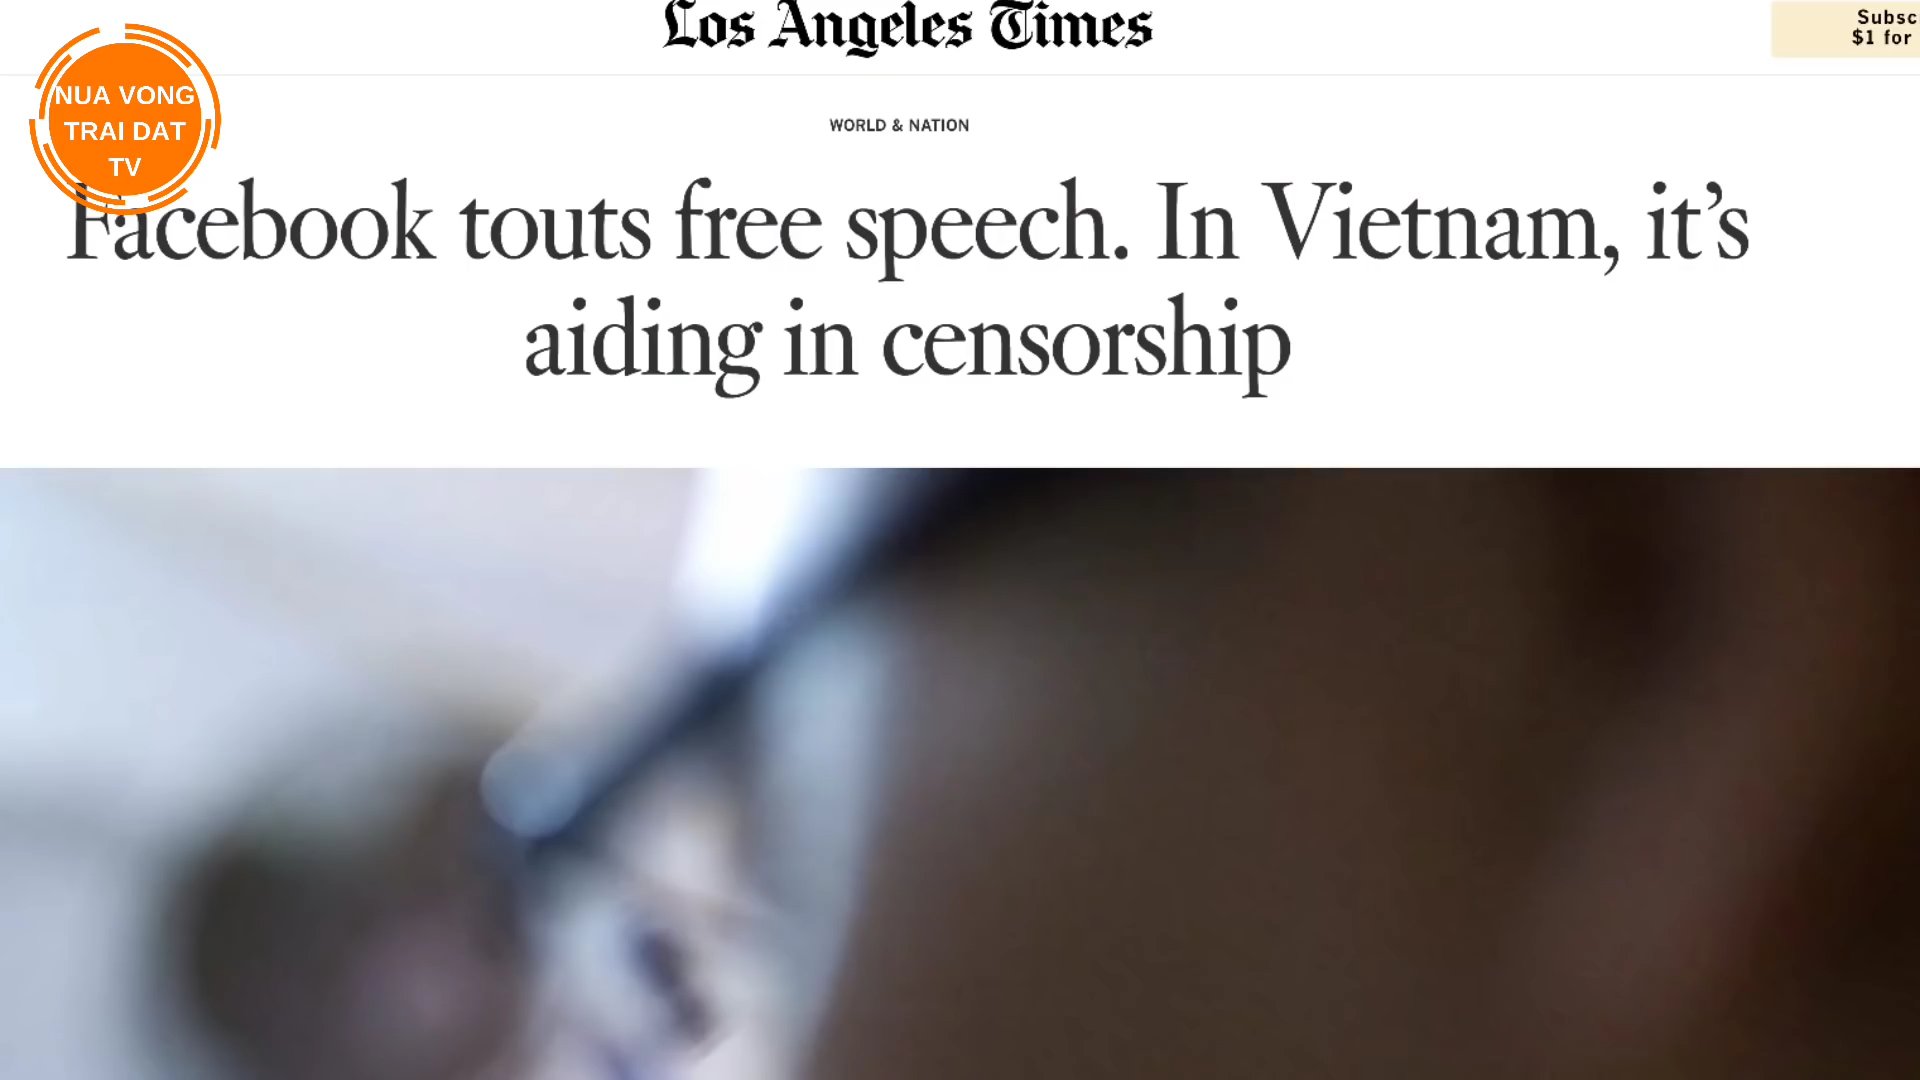 Los Angeles Times
Subsc
$1 for
NUA VONG
TRAI DAT
TV
WORLD & NATION
Facebook touts free speech. In Vietnam, it’s
aiding in censorship